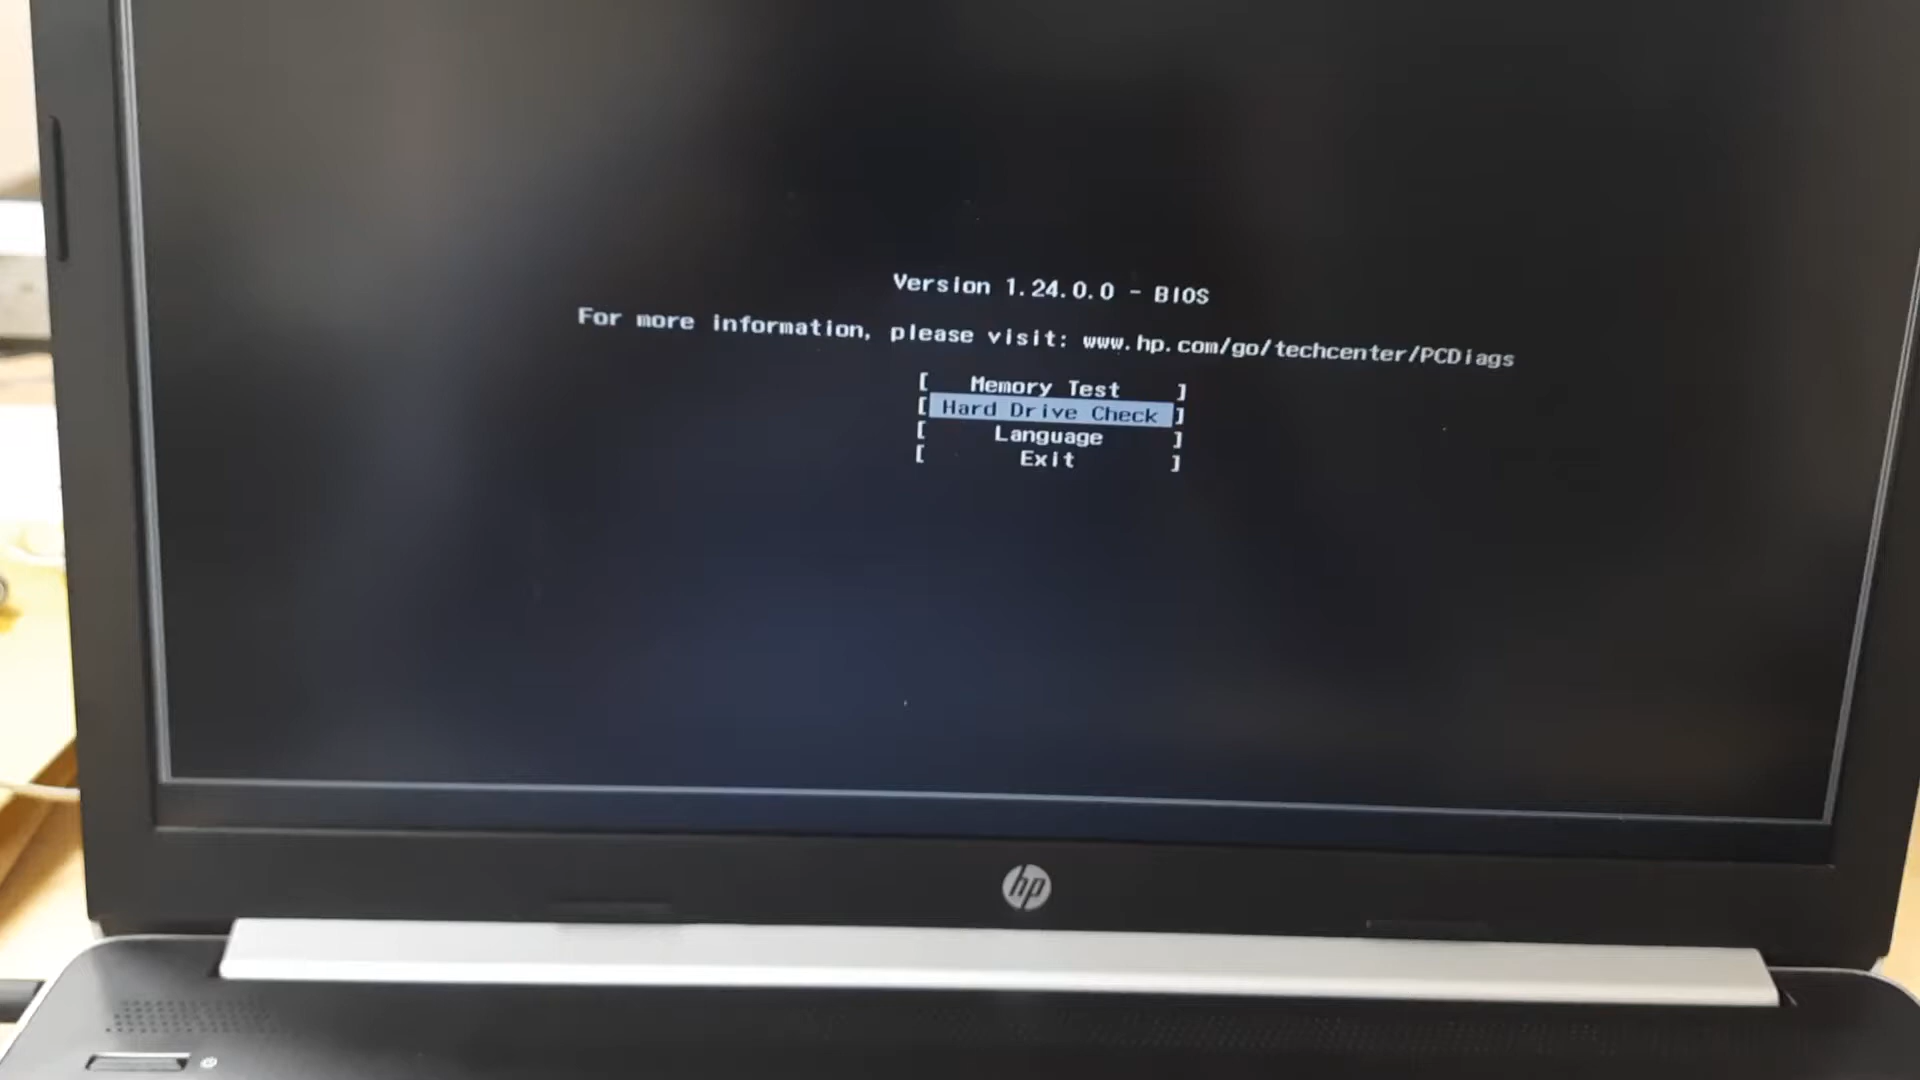 Version 1.24.0.0 - BIOS
For more information, please visit: www.hp.com/go/techcenter/PCDiags
[ Memory Test ]
[ Hard Drive Check ]
[ Language ]
[ Exit ]
hp